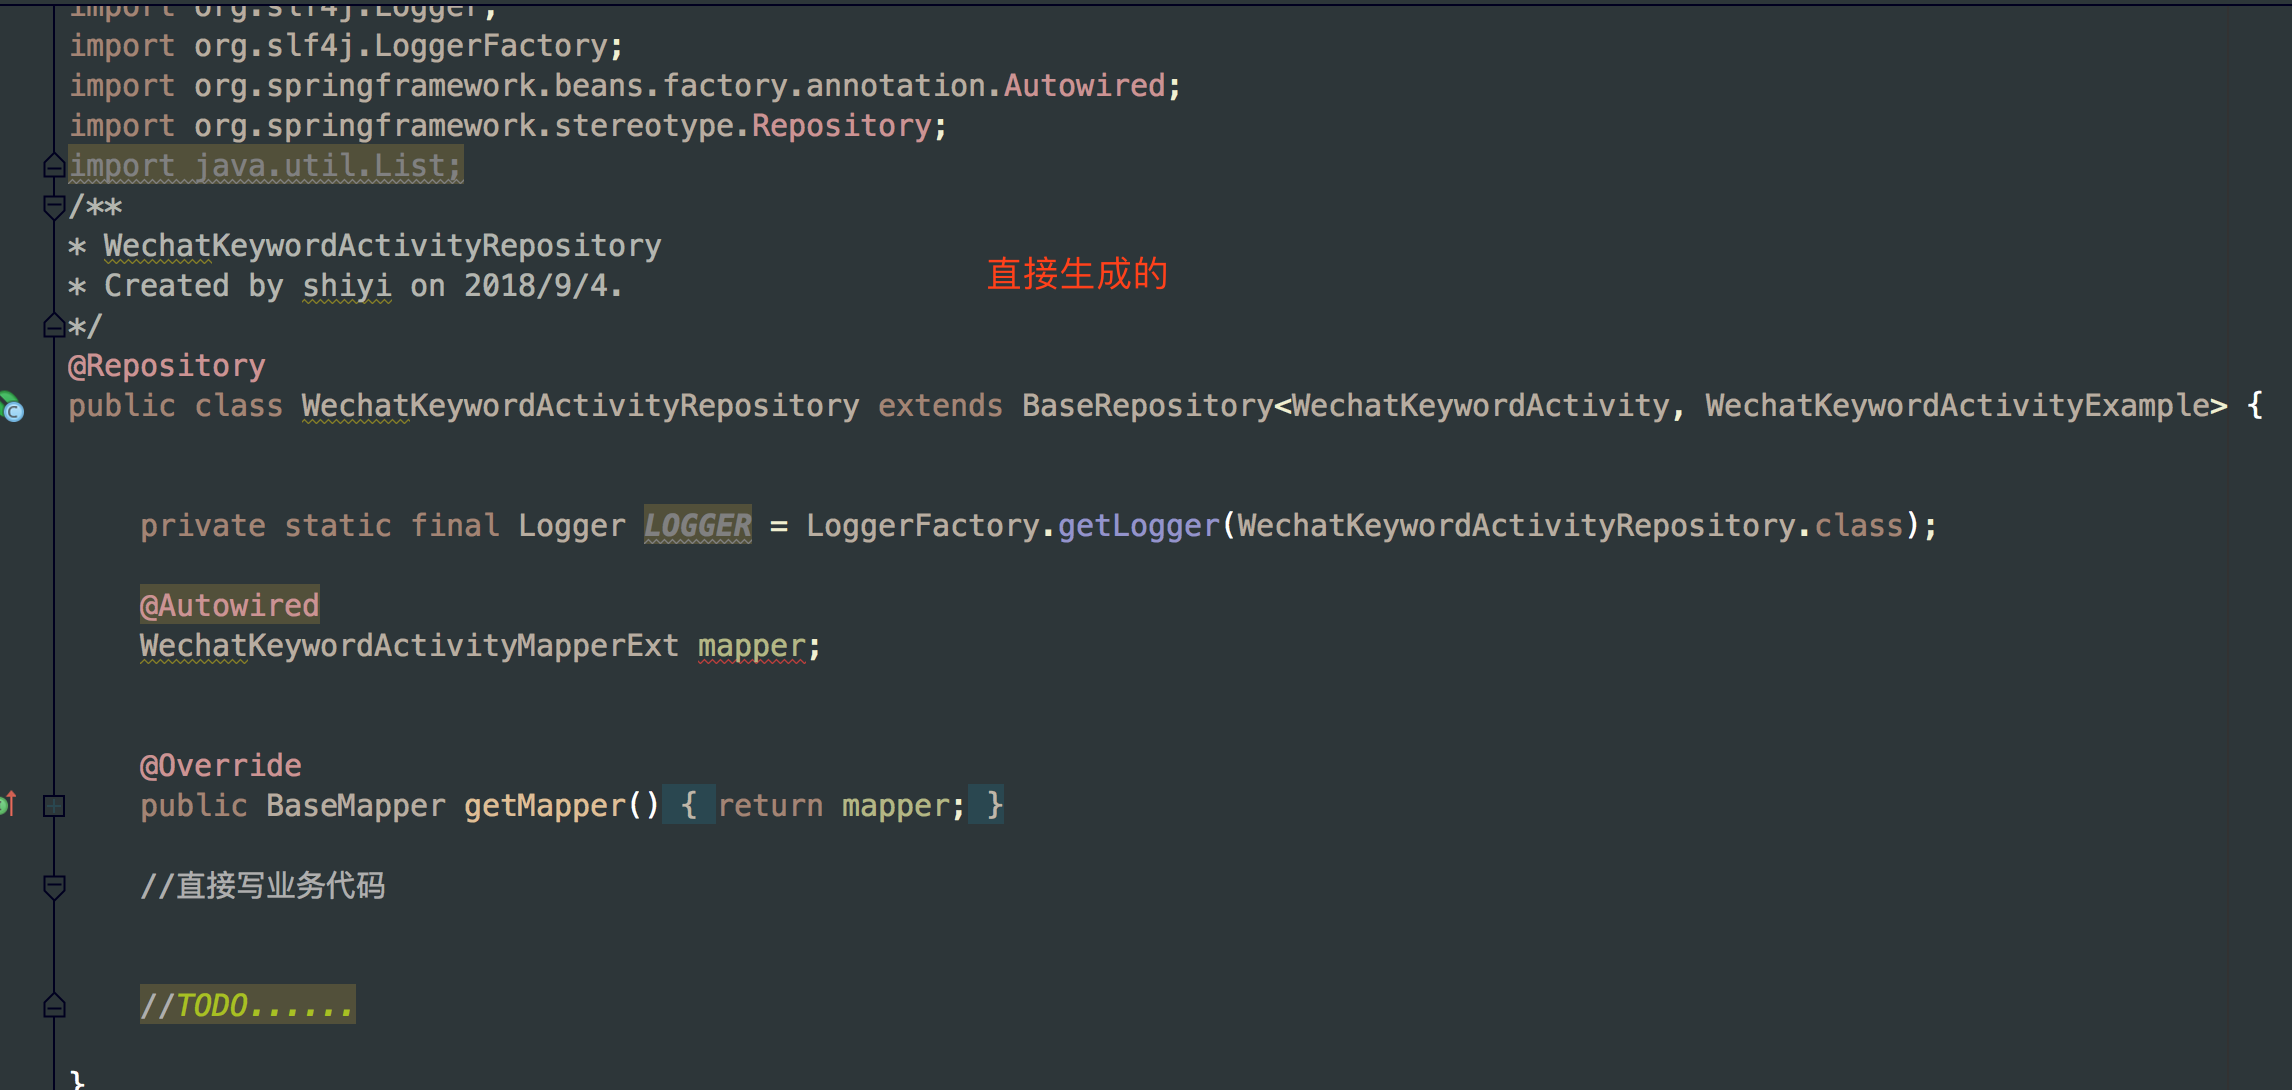 import org.slf4j.Logger;
import org.slf4j.LoggerFactory;
import org.springframework.beans.factory.annotation.Autowired;
import org.springframework.stereotype.Repository;
import java.util.List;
/**
* WechatKeywordActivityRepository
* Created by shiyi on 2018/9/4.
直接生成的
*/
@Repository
public class WechatKeywordActivityRepository extends BaseRepository<WechatKeywordActivity, WechatKeywordActivityExample> {
private static final Logger LOGGER = LoggerFactory.getLogger(WechatKeywordActivityRepository.class);
@Autowired
WechatKeywordActivityMapperExt mapper;
@Override
public BaseMapper getMapper() { return mapper; }
//直接写业务代码
//TODO......
}